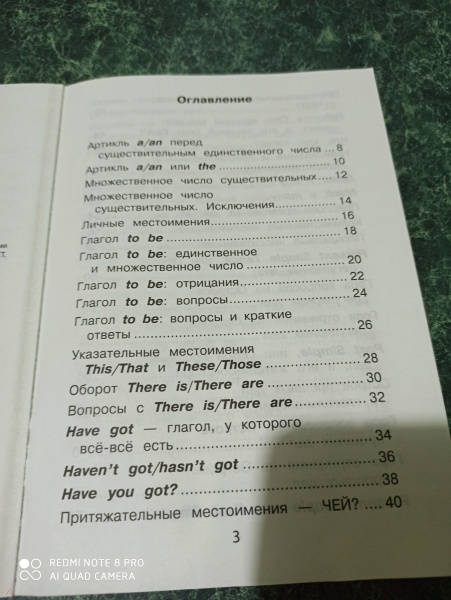 Оглавление
Артикль a/an перед
существительным единственного числа ...8
Артикль a/an или the ........................10
Множественное число существительных....12
Множественное число
существительных. Исключения.............14
Личные местоимения..........................16
Глагол to be ....................................18
Глагол to be: единственное
и множественное число ....................20
Глагол to be: отрицания......................22
Глагол to be: вопросы........................24
Глагол to be: вопросы и краткие
ответы ........................................26
Указательные местоимения
This/That и These/Those..................28
Оборот There is/There are..................30
Вопросы с There is/There are..............32
Have got — глагол, у которого
всё-всё есть..................................34
Haven't got/hasn't got ......................36
Have you got?..................................38
Притяжательные местоимения — ЧЕЙ? ....40
3
REDMI NOTE 8 PRO
AI QUAD CAMERA